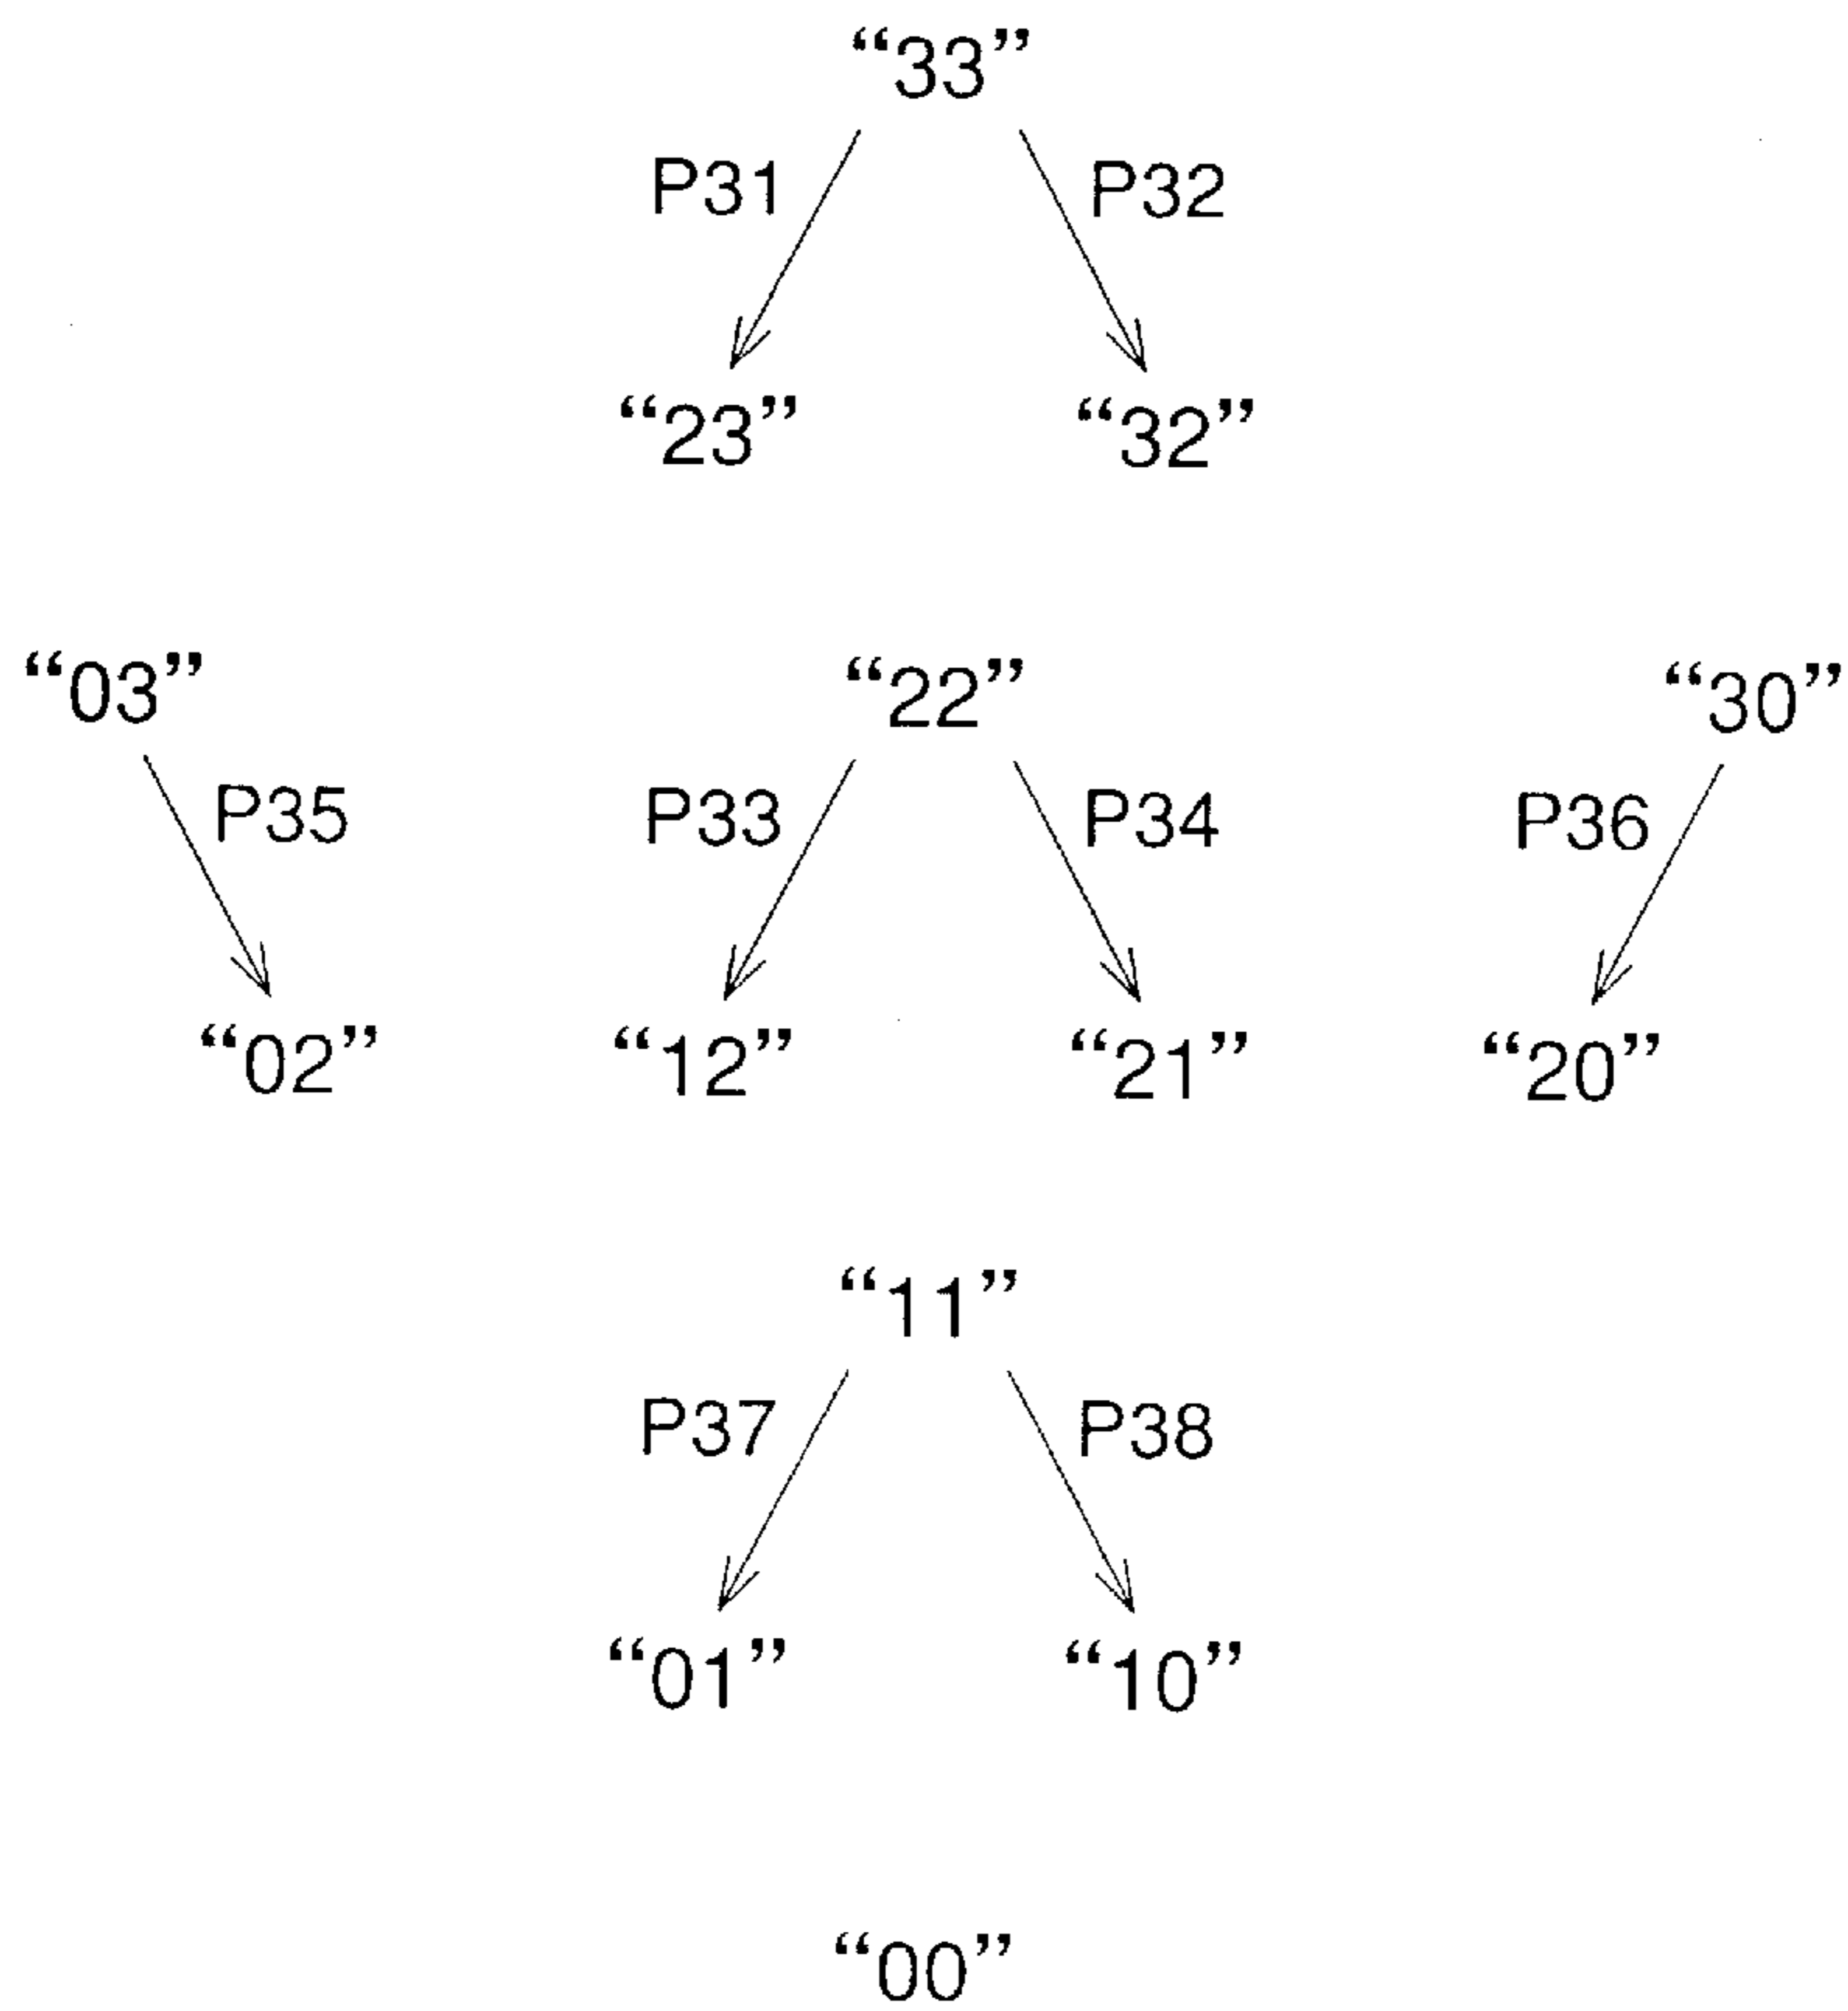 “33”
P31 P32
“23” “32”
“03” “22” “30”
P35 P33 P34 P36
“02” “12” “21” “20”
“11”
P37 P38
“01” “10”
“00”